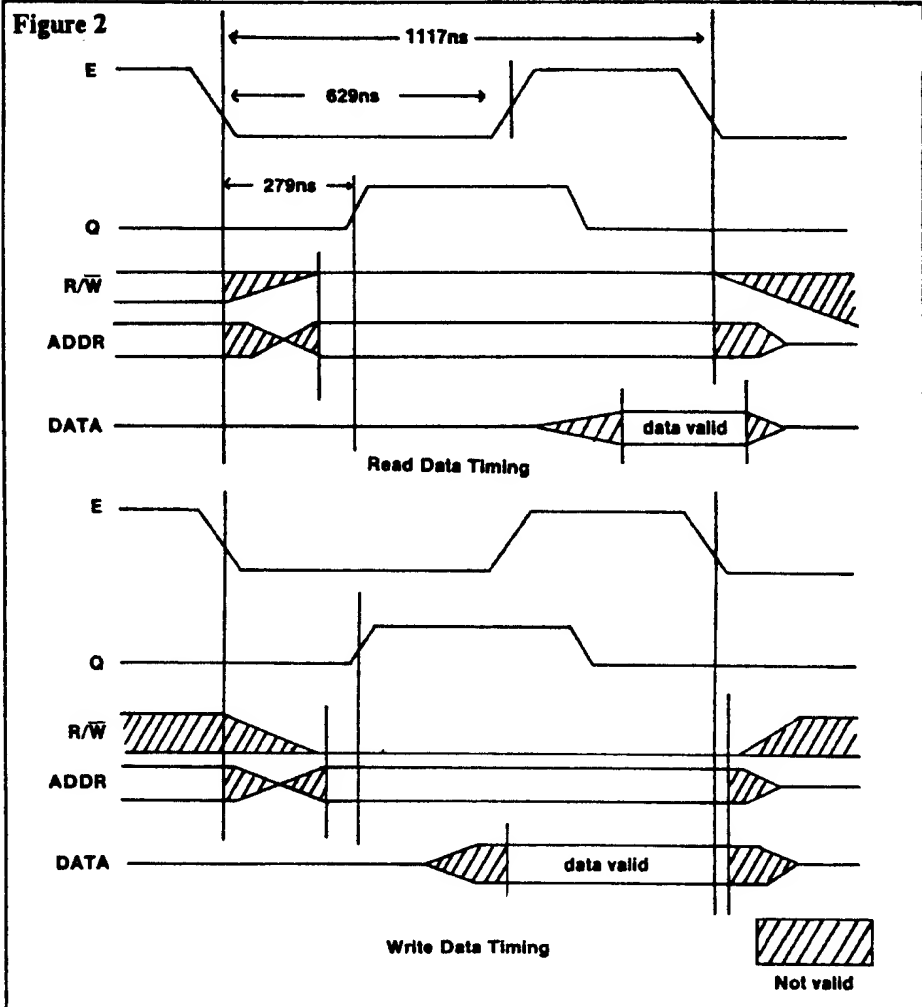 Figure 2
1117ns
E
629ns
279ns
Q
R/W̅
ADDR
DATA
data valid
Read Data Timing
E
Q
R/W̅
ADDR
DATA
data valid
Write Data Timing
Not valid